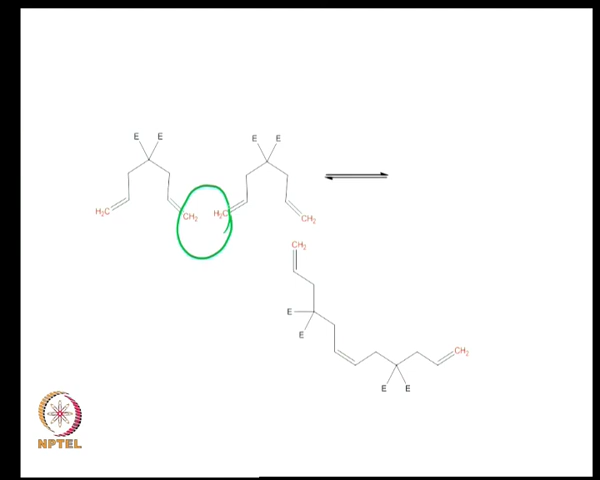 E E E E
H₂C CH₂ H₂C CH₂
CH₂
E
E
CH₂
E E
NPTEL